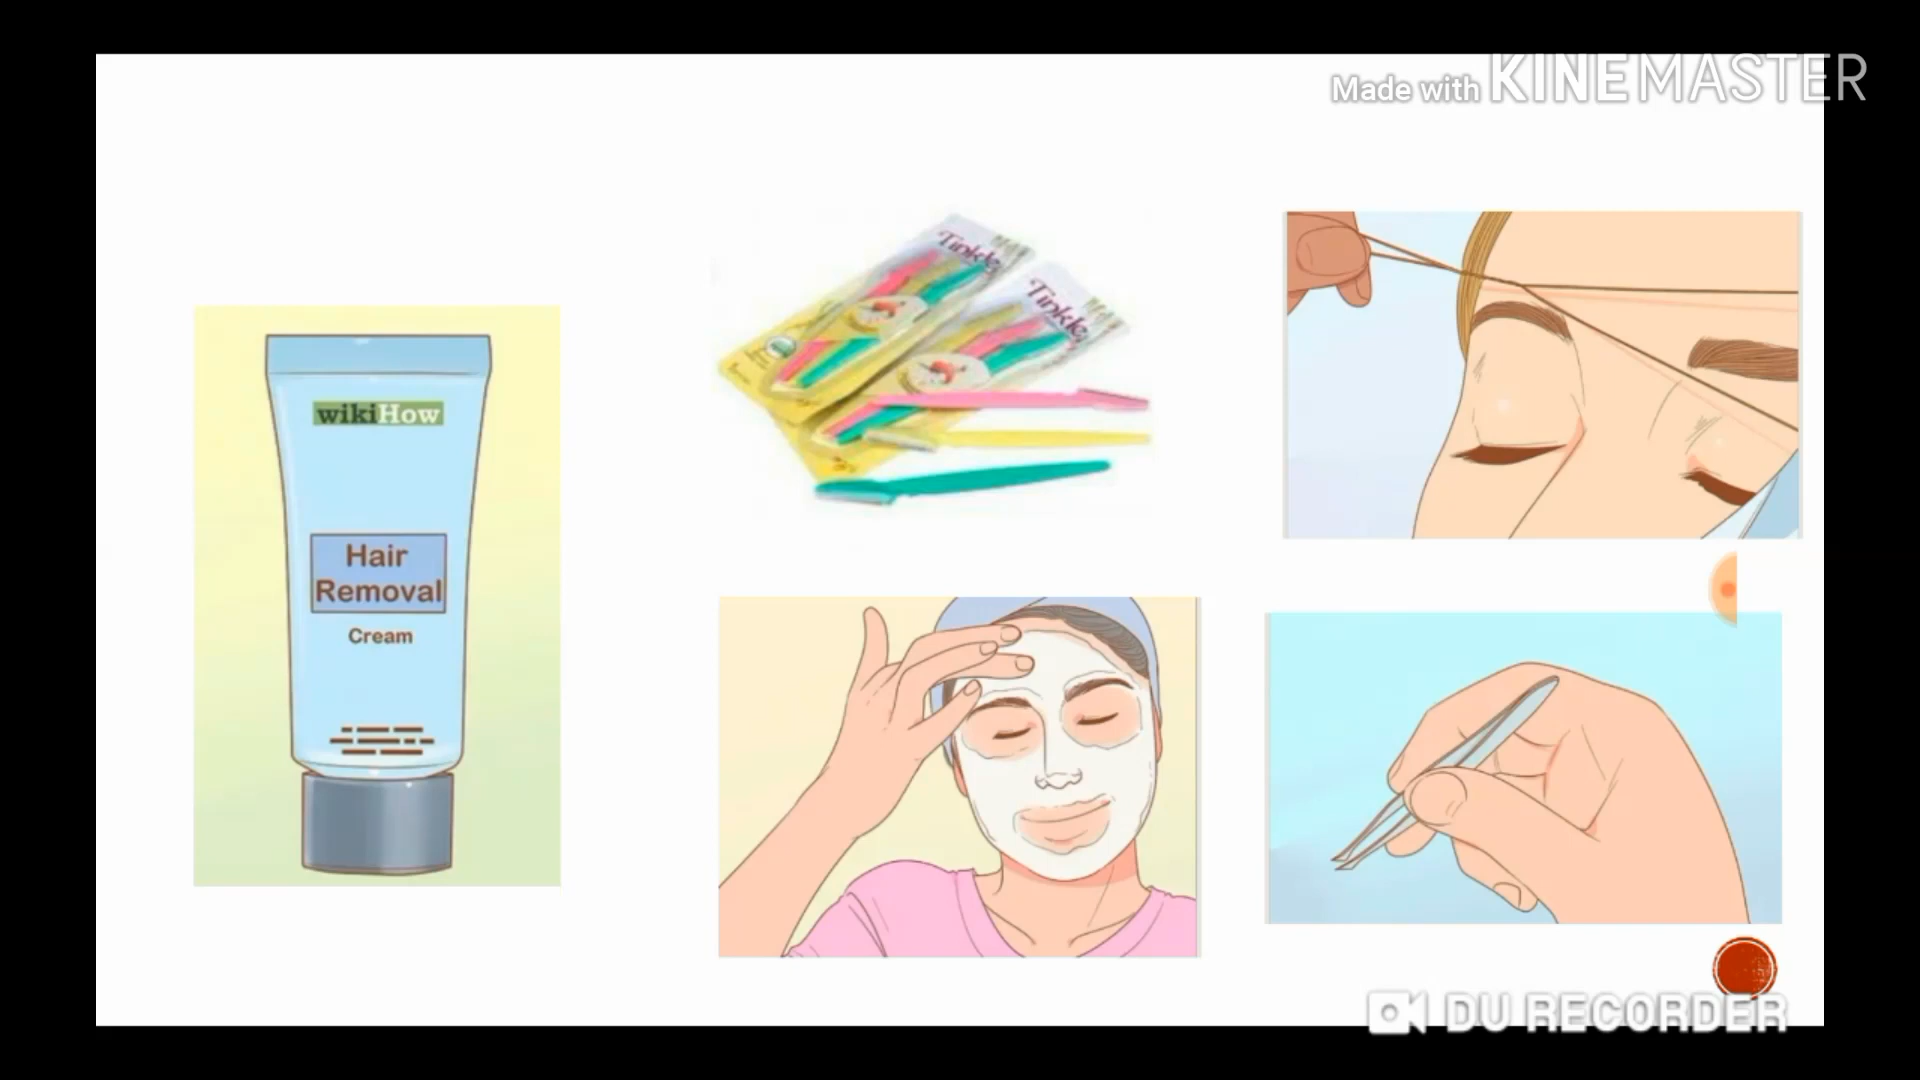 Made with KINEMASTER
Tinkle
Tinkle
wikiHow
Hair
Removal
Cream
DU RECORDER